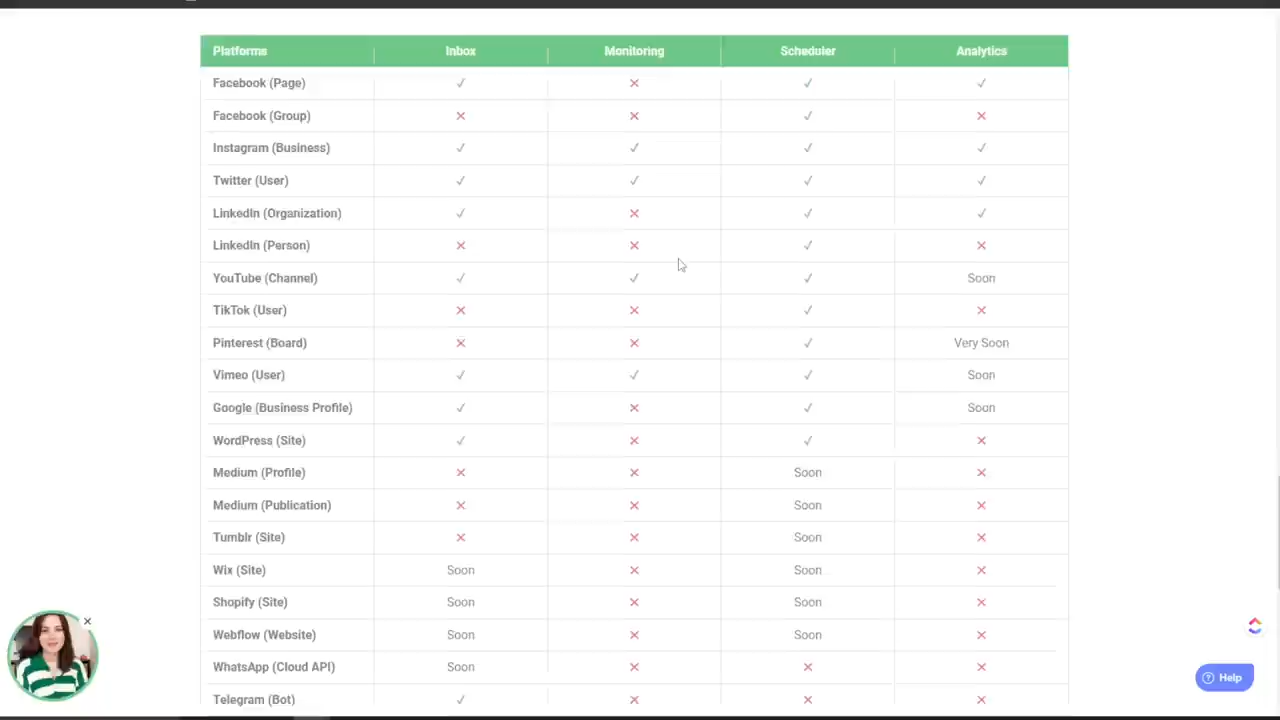 Platforms Inbox Monitoring Scheduler Analytics
Facebook (Page) ✓ ✕ ✓ ✓
Facebook (Group) ✕ ✕ ✓ ✕
Instagram (Business) ✓ ✓ ✓ ✓
Twitter (User) ✓ ✓ ✓ ✓
LinkedIn (Organization) ✓ ✕ ✓ ✓
LinkedIn (Person) ✕ ✕ ✓ ✕
YouTube (Channel) ✓ ✓ ✓ Soon
TikTok (User) ✕ ✕ ✓ ✕
Pinterest (Board) ✕ ✕ ✓ Very Soon
Vimeo (User) ✓ ✓ ✓ Soon
Google (Business Profile) ✓ ✕ ✓ Soon
WordPress (Site) ✓ ✕ ✓ ✕
Medium (Profile) ✕ ✕ Soon ✕
Medium (Publication) ✕ ✕ Soon ✕
Tumblr (Site) ✕ ✕ Soon ✕
Wix (Site) Soon ✕ Soon ✕
Shopify (Site) Soon ✕ Soon ✕
Webflow (Website) Soon ✕ Soon ✕
WhatsApp (Cloud API) Soon ✕ ✕ ✕
Telegram (Bot) ✓ ✕ ✕ ✕
Help